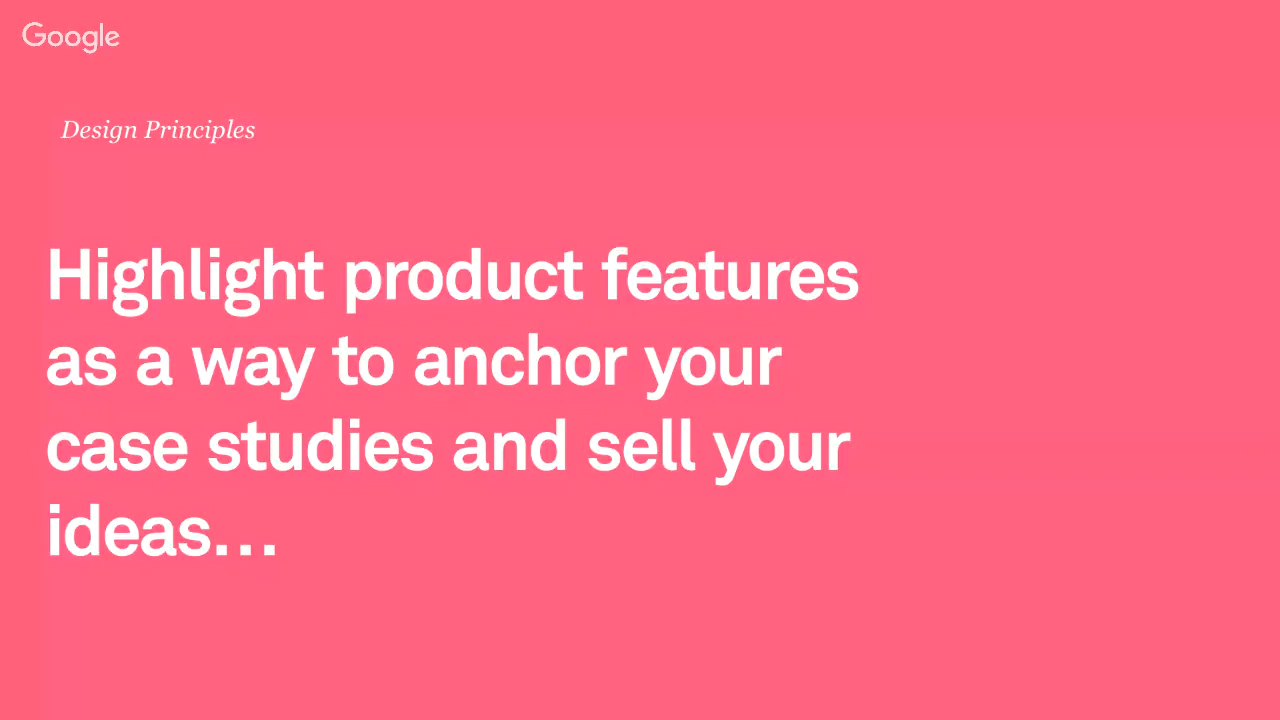 Google
Design Principles
Highlight product features
as a way to anchor your
case studies and sell your
ideas...